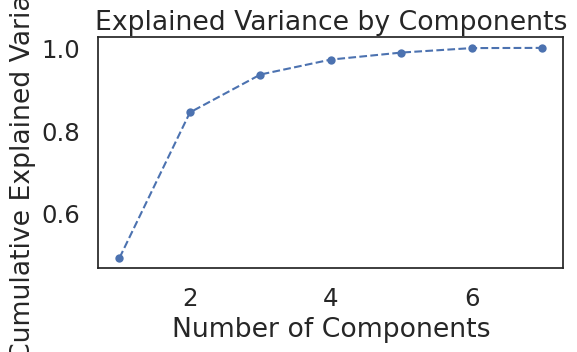 Explained Variance by Components
Cumulative Explained Varia
1.0
0.8
0.6
2 4 6
Number of Components